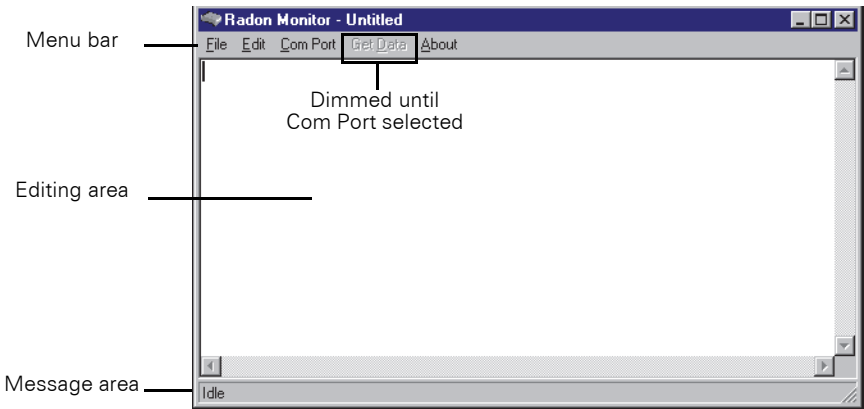 Radon Monitor - Untitled
Menu bar
File Edit Com Port Get Data About
Dimmed until
Com Port selected
Editing area
Message area
Idle